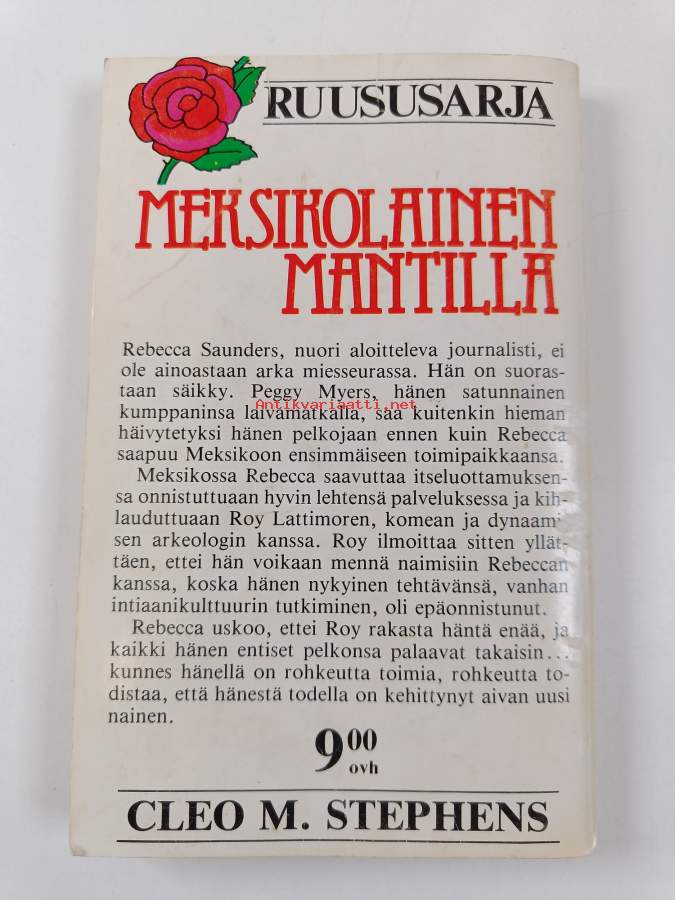 RUUSUSARJA
MEKSIKOLAINEN
MANTILLA
Rebecca Saunders, nuori aloitteleva journalisti, ei
ole ainoastaan arka miesseurassa. Hän on suoras-
taan säikky. Peggy Myers, hänen satunnainen
Antikvariaatti.net
kumppaninsa laivamatkalla, saa kuitenkin hieman
häivytetyksi hänen pelkojaan ennen kuin Rebecca
saapuu Meksikoon ensimmäiseen toimipaikkaansa.
Meksikossa Rebecca saavuttaa itseluottamuksen-
sa onnistuttuaan hyvin lehtensä palveluksessa ja kih-
lauduttuaan Roy Lattimoren, komean ja dynaami-
sen arkeologin kanssa. Roy ilmoittaa sitten yllät-
täen, ettei hän voikaan mennä naimisiin Rebeccan
kanssa, koska hänen nykyinen tehtävänsä, vanhan
intiaanikulttuurin tutkiminen, oli epäonnistunut.
Rebecca uskoo, ettei Roy rakasta häntä enää, ja
kaikki hänen entiset pelkonsa palaavat takaisin...
kunnes hänellä on rohkeutta toimia, rohkeutta to-
distaa, että hänestä todella on kehittynyt aivan uusi
nainen.
9 00
ovh
CLEO M. STEPHENS